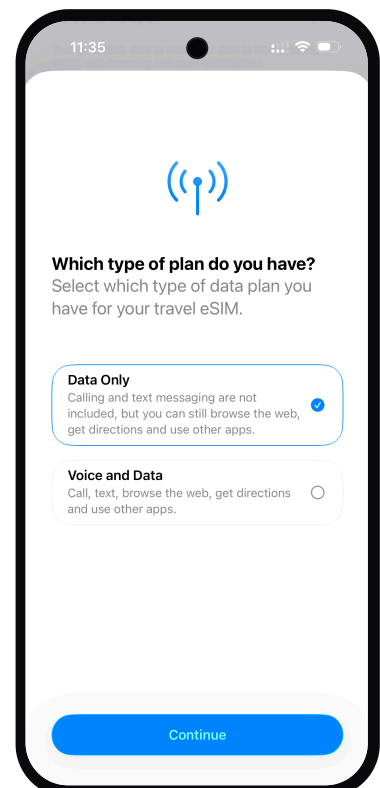 11:35
Which type of plan do you have?
Select which type of data plan you
have for your travel eSIM.
Data Only
Calling and text messaging are not
included, but you can still browse the web,
get directions and use other apps.
Voice and Data
Call, text, browse the web, get directions
and use other apps.
Continue